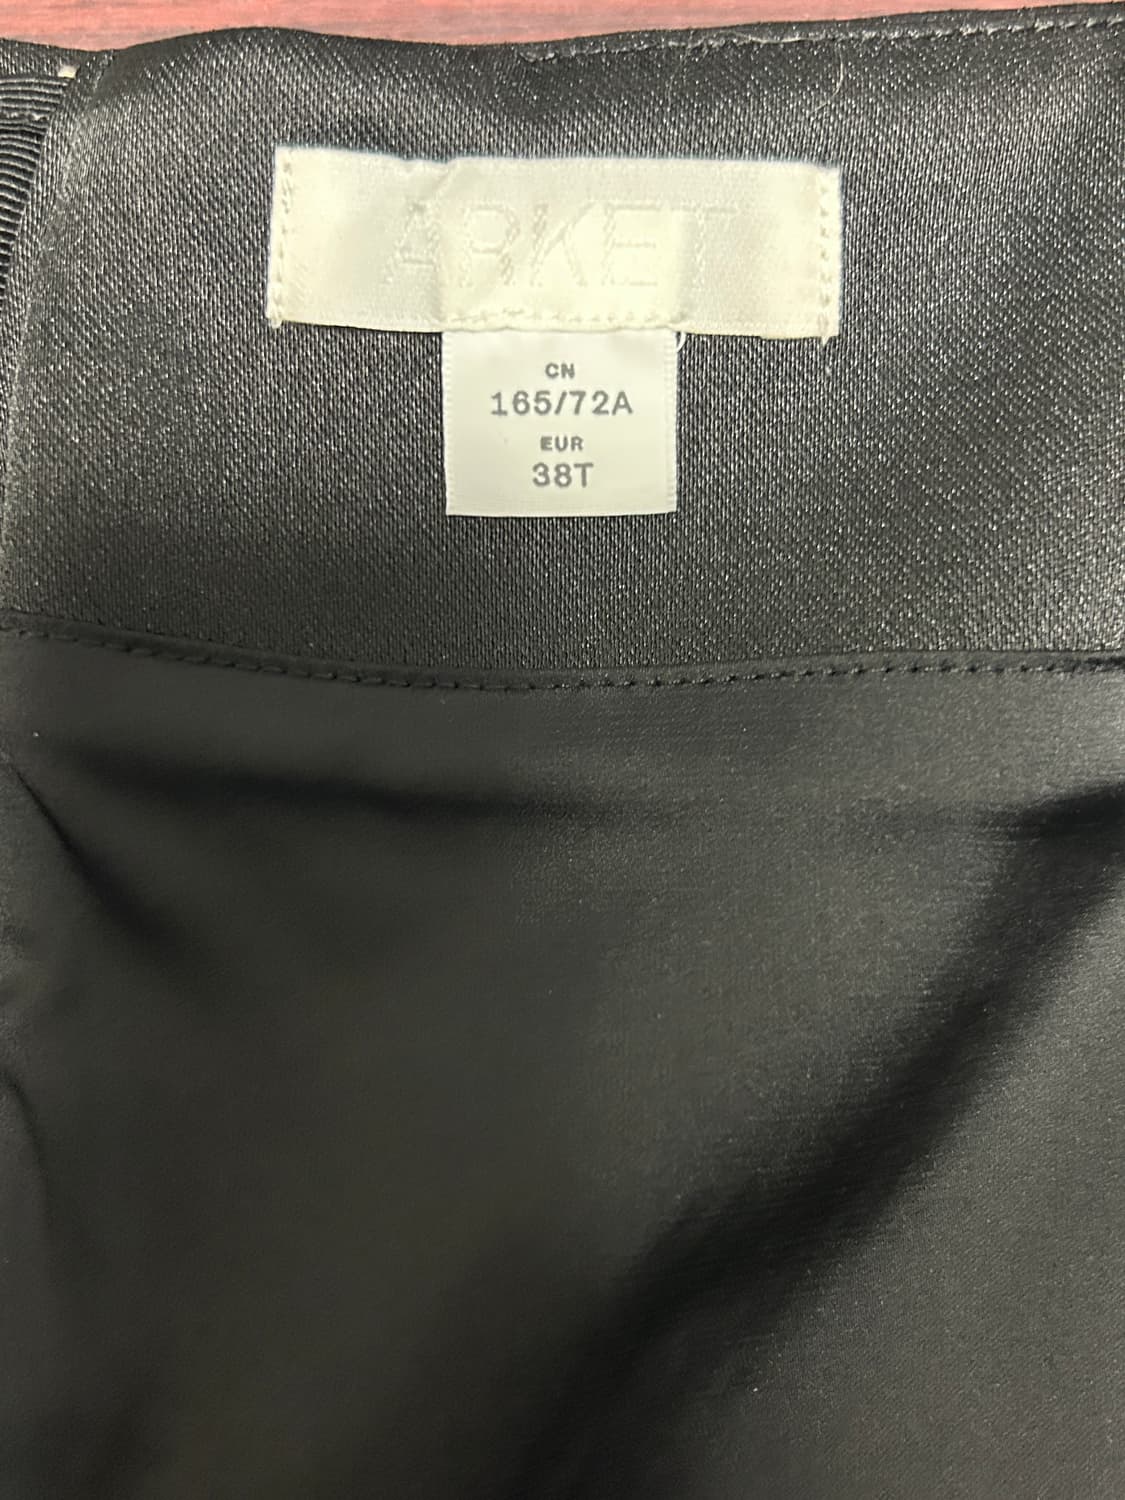 ARKET
CN
165/72A
EUR
38T